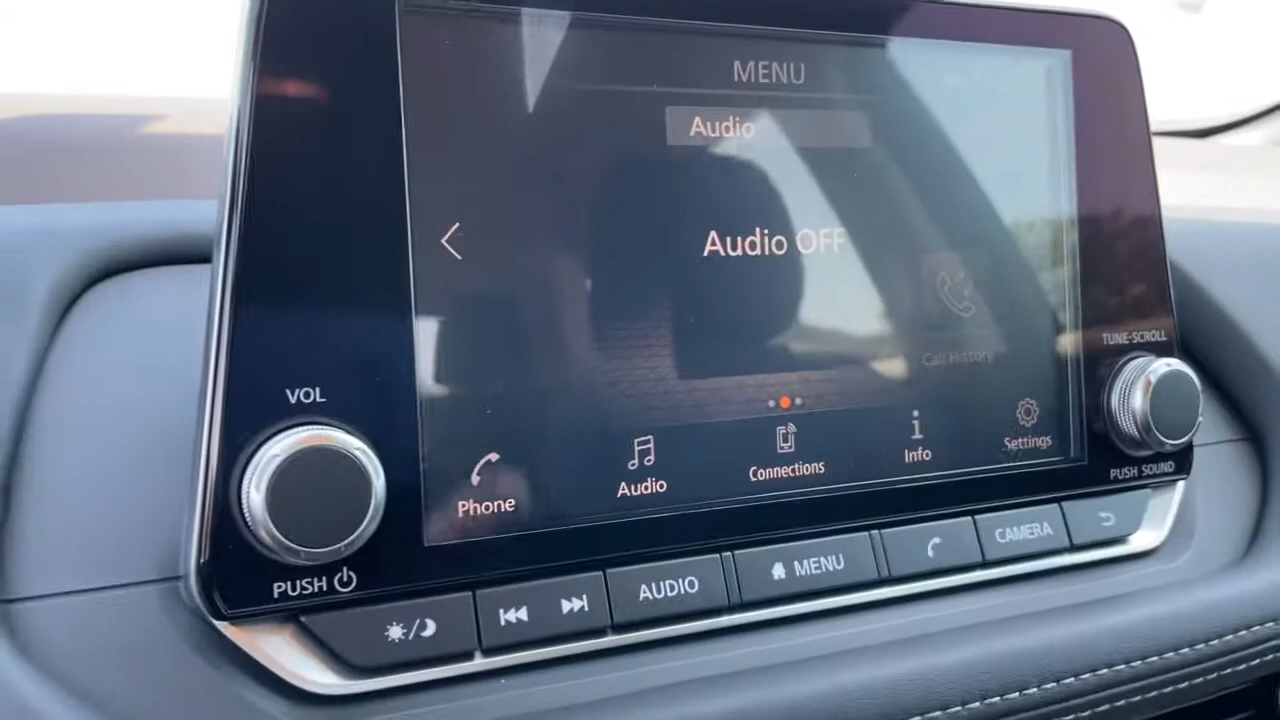 MENU
Audio
Audio OFF
Call History
Phone
Audio
Connections
Info
Settings
VOL
PUSH
TUNE·SCROLL
PUSH SOUND
AUDIO
MENU
CAMERA